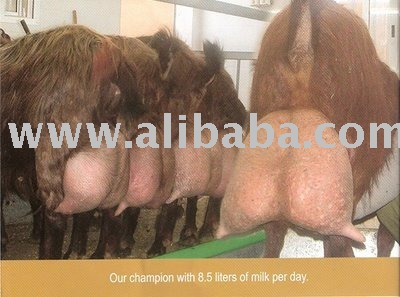 www.alibaba.com
Our champion with 8.5 liters of milk per day.